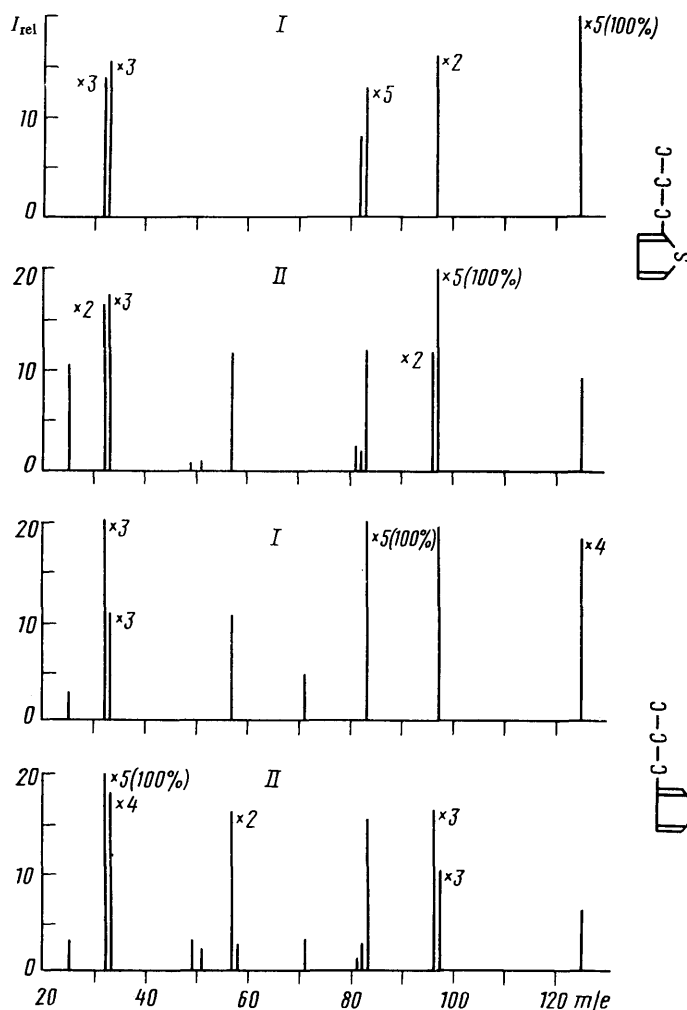 I rel I ×5(100%)
×3 ×3 ×5 ×2
10
0
C-C-C
S
20 II ×5(100%)
×2 ×3 ×2
10
0
20 I
×3 ×5(100%) ×4
×3
10
0
C-C-C
20 II
×5(100%)
×4 ×2 ×3
×3
10
0
20 40 60 80 100 120 m/e